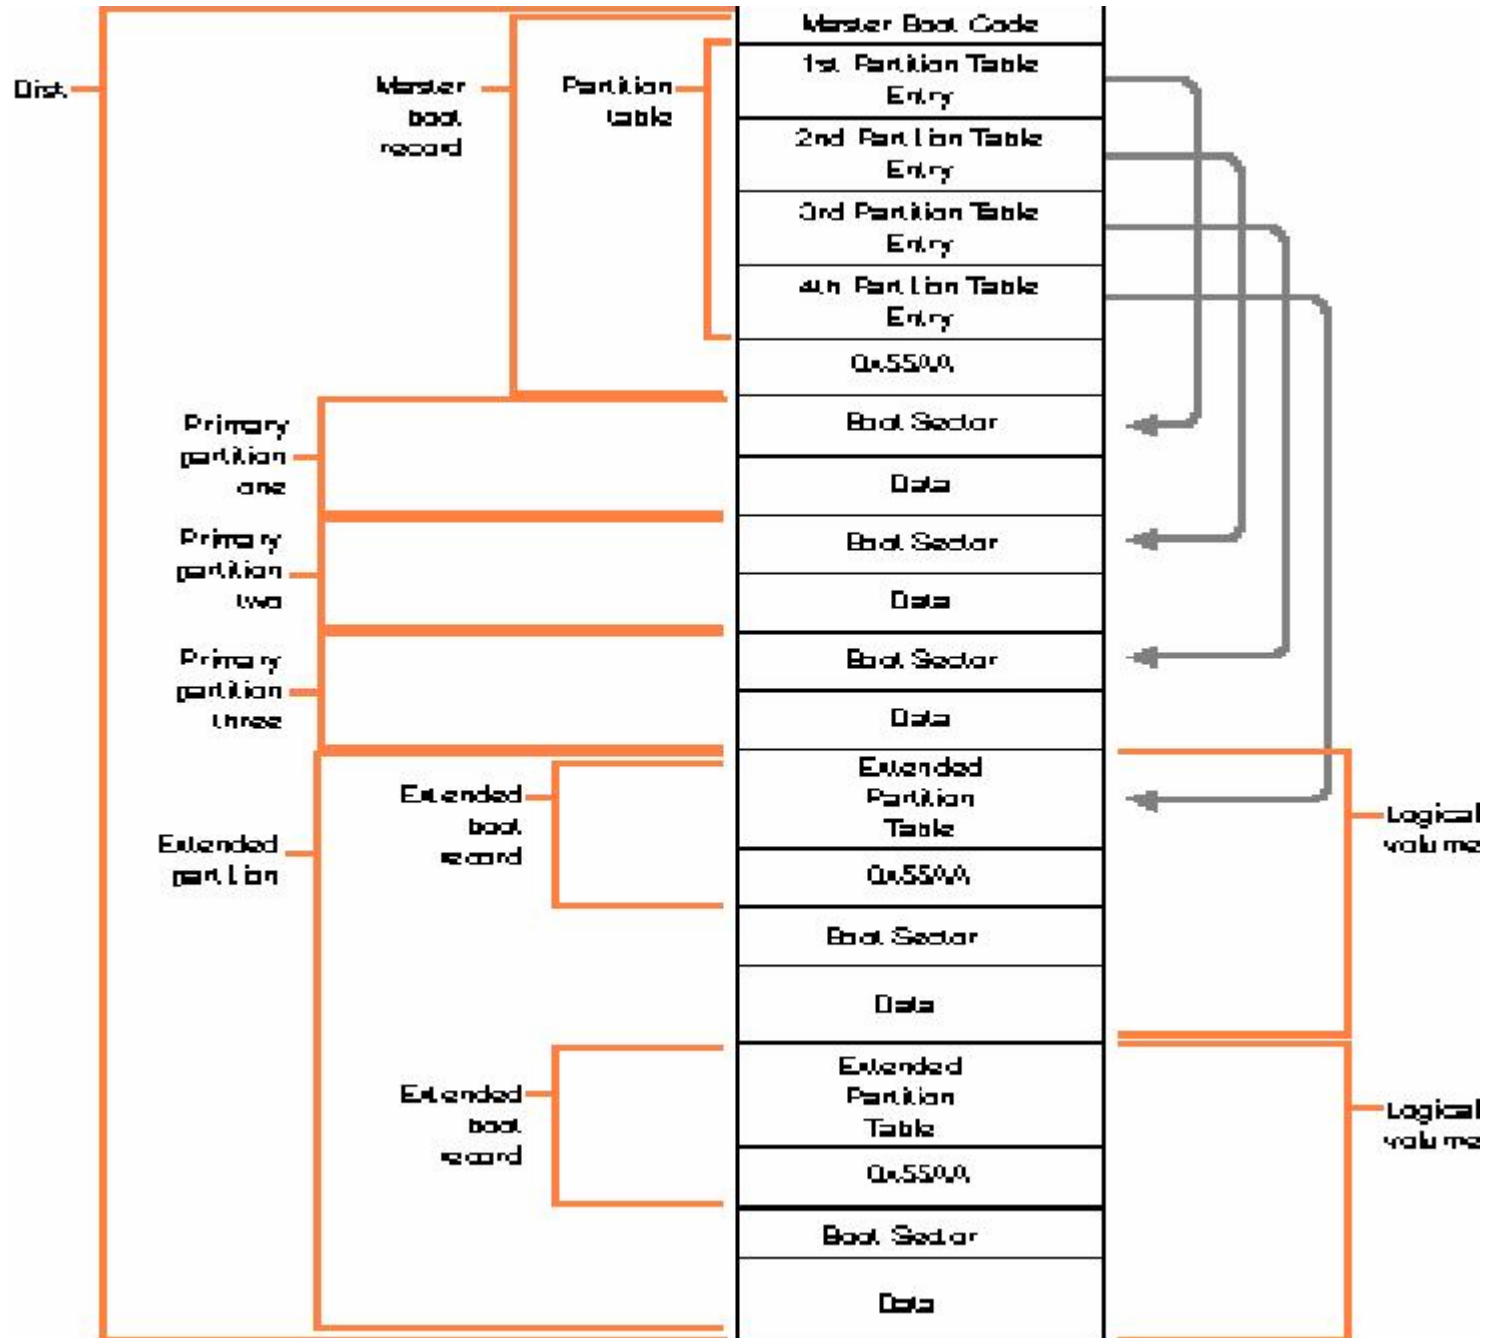 Master Boot Code
1st Partition Table
Entry
2nd Partition Table
Entry
3rd Partition Table
Entry
4th Partition Table
Entry
0x55AA
Boot Sector
Data
Boot Sector
Data
Boot Sector
Data
Extended
Partition
Table
0x55AA
Boot Sector
Data
Extended
Partition
Table
0x55AA
Boot Sector
Data
Disk
Master
boot
record
Partition
table
Primary
partition
one
Primary
partition
two
Primary
partition
three
Extended
partition
Extended
boot
record
Extended
boot
record
Logical
volume
Logical
volume